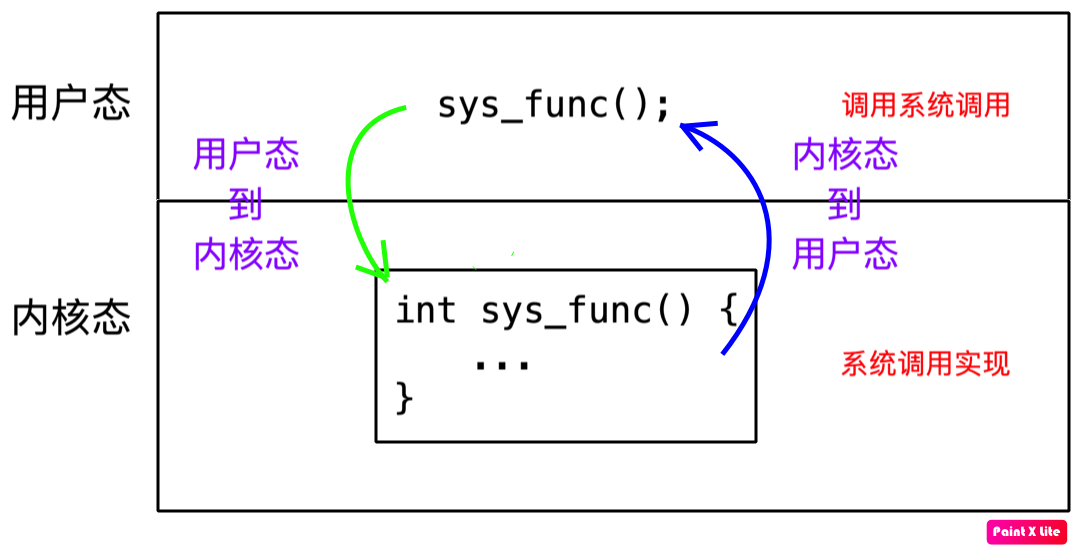 用户态
sys_func();
调用系统调用
用户态
到
内核态
内核态
到
用户态
内核态
int sys_func() {
...
}
系统调用实现
Paint X Lite